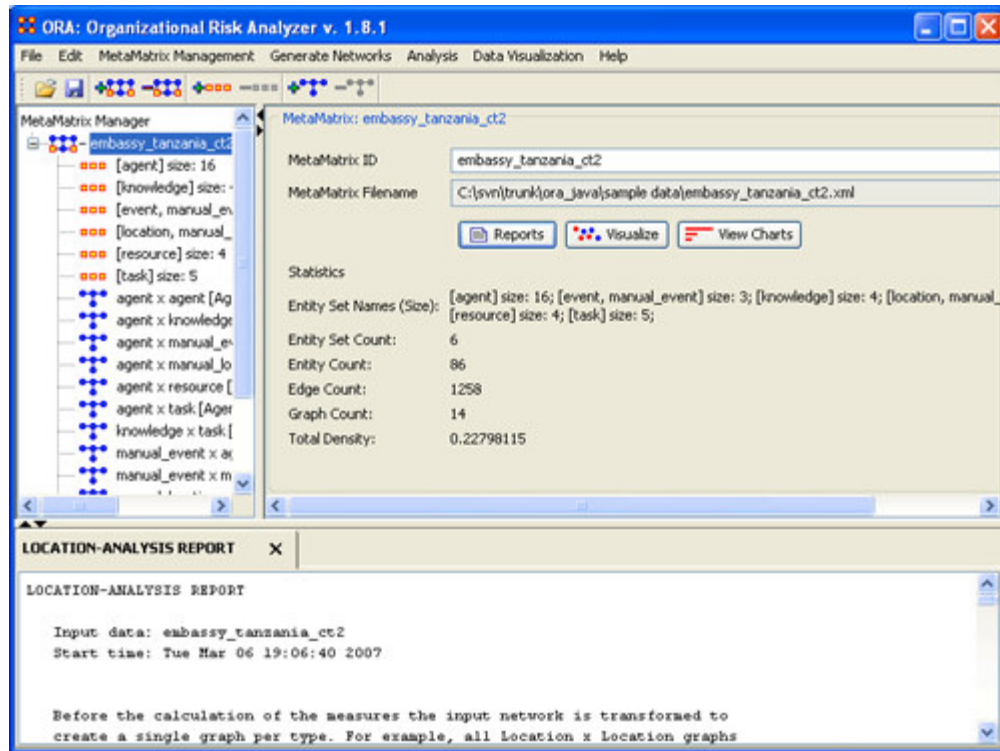 ORA: Organizational Risk Analyzer v. 1.8.1
File Edit MetaMatrix Management Generate Networks Analysis Data Visualization Help
MetaMatrix Manager
embassy_tanzania_ct2
[agent] size: 16
[knowledge] size:
[event, manual_ev
[location, manual_
[resource] size: 4
[task] size: 5
agent x agent [Ag
agent x knowledge
agent x manual_e
agent x manual_lo
agent x resource [
agent x task [Agen
knowledge x task [
manual_event x a
manual_event x m
MetaMatrix: embassy_tanzania_ct2
MetaMatrix ID embassy_tanzania_ct2
MetaMatrix Filename C:\svn\trunk\ora_java\sample data\embassy_tanzania_ct2.xml
Reports Visualize View Charts
Statistics
Entity Set Names (Size): [agent] size: 16; [event, manual_event] size: 3; [knowledge] size: 4; [location, manual_
[resource] size: 4; [task] size: 5;
Entity Set Count: 6
Entity Count: 86
Edge Count: 1258
Graph Count: 14
Total Density: 0.22798115
LOCATION-ANALYSIS REPORT X
LOCATION-ANALYSIS REPORT
Input data: embassy_tanzania_ct2
Start time: Tue Mar 06 19:06:40 2007
Before the calculation of the measures the input network is transformed to
create a single graph per type. For example, all Location x Location graphs